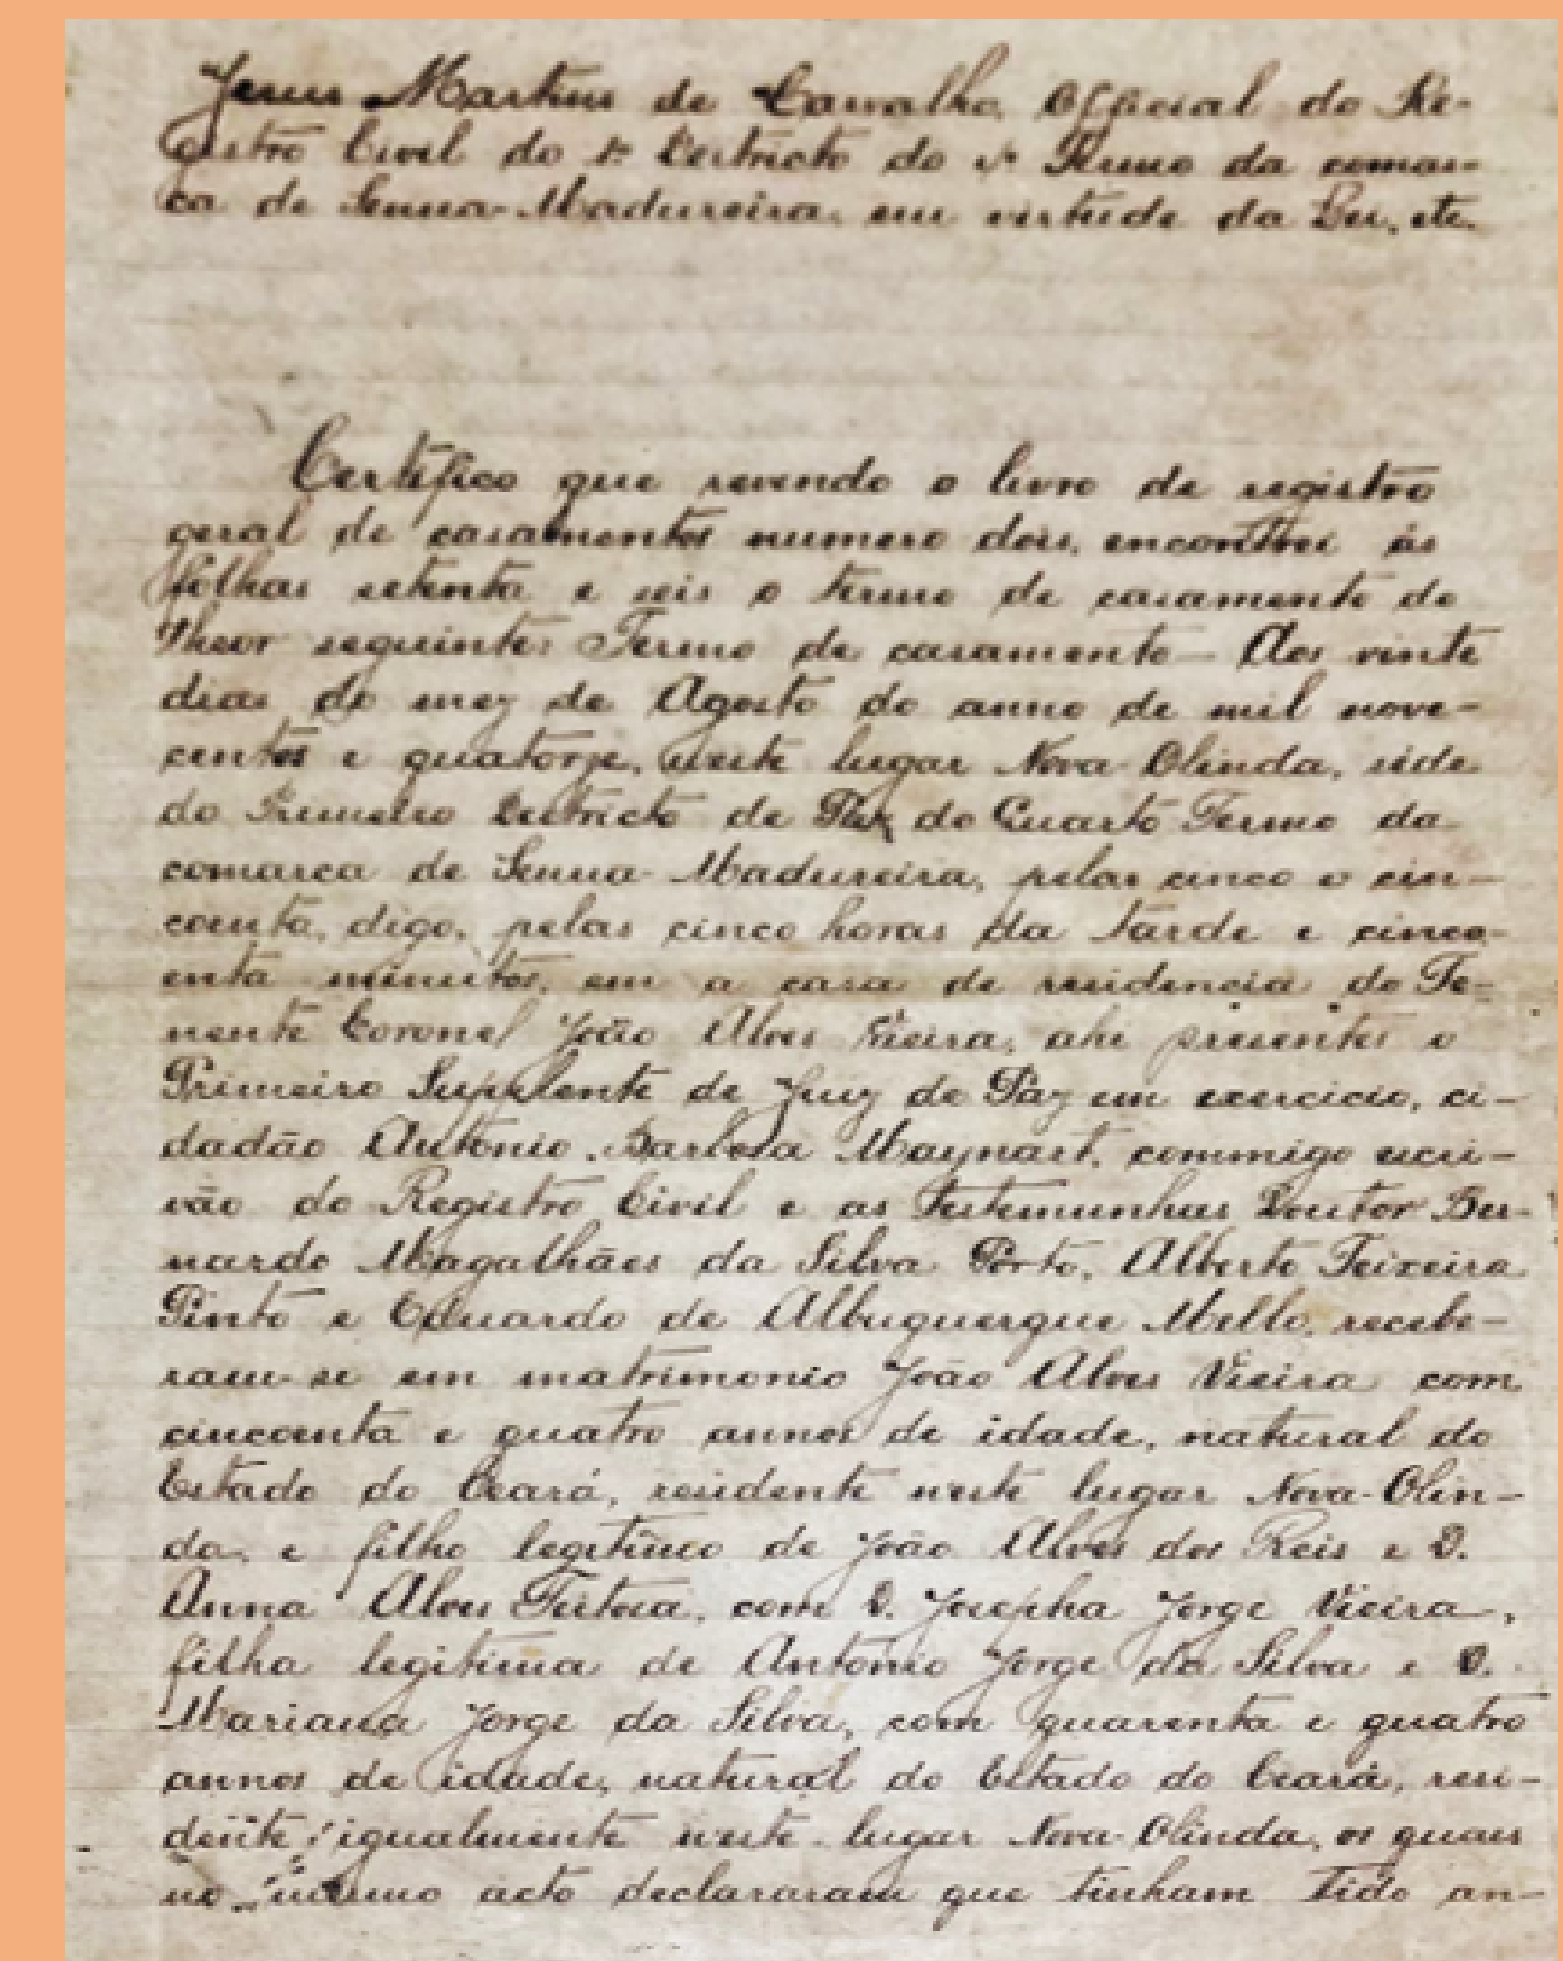 Jesus Martins de Carvalho, Official do Re-
gistro Civil do 1º Districto do 4º Termo da comar-
ca de Senna-Madureira, em virtude da Lei, etc.
Certifico que revendo o livro de registro
geral de casamentos numero dois, encontrei ás
folhas setenta e seis o termo de casamento do
Theor seguinte: Termo de casamento — Aos vinte
dias do mez de Agosto do anno de mil nove-
centos e quatorze, neste lugar Nova Olinda, séde
do Primeiro Districto de Paz do Quarto Termo da
comarca de Senna-Madureira, pelas cinco e cin-
coenta, digo, pelas cinco horas da tarde e cinco-
enta minutos, em a casa de residencia do Te-
nente Coronel João Alves Vieira, ahi presentes o
Primeiro Supplente de Juiz de Paz em exercicio, ci-
dadão Antonio Barbosa Maynart, commigo escri-
vão do Registro Civil e as Testemunhas Doutor Ber-
nardo Magalhães da Silva Porto, Alberto Teixeira
Pinto e Eduardo de Albuquerque Mello, recebe-
ram-se em matrimonio João Alves Vieira com
cincoenta e quatro annos de idade, natural do
Estado do Ceará, residente neste lugar Nova-Olin-
da, e filho legitimo de João Alves dos Reis e D.
Anna Alves Feitosa, com D. Josepha Jorge Vieira,
filha legitima de Antonio Jorge da Silva e D.
Mariana Jorge da Silva, com quarenta e quatro
annos de idade, natural do Estado do Ceará, resi-
dente igualmente neste lugar Nova-Olinda, os quaes
no mesmo acto declararam que tinham tido an-